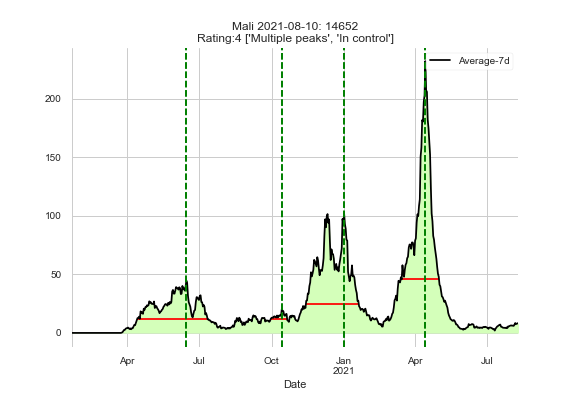 Mali 2021-08-10: 14652
Rating:4 ['Multiple peaks', 'In control']
Average-7d
200
150
100
50
0
Apr
Jul
Oct
Jan
2021
Apr
Jul
Date